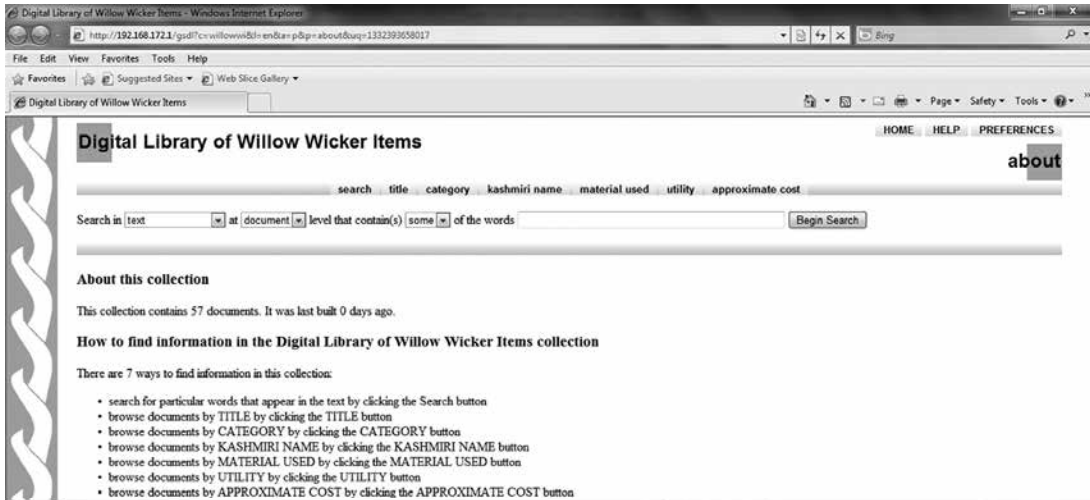 Digital Library of Willow Wicker Items - Windows Internet Explorer
http://192.168.172.1/gsdl?c=willowwi&l=en&a=p&p=about&uq=1332393658017
Bing
File Edit View Favorites Tools Help
Favorites Suggested Sites Web Slice Gallery
Digital Library of Willow Wicker Items
Page Safety Tools
HOME HELP PREFERENCES
Digital Library of Willow Wicker Items
about
search title category kashmiri name material used utility approximate cost
Search in text at document level that contain(s) some of the words Begin Search
About this collection
This collection contains 57 documents. It was last built 0 days ago.
How to find information in the Digital Library of Willow Wicker Items collection
There are 7 ways to find information in this collection:
• search for particular words that appear in the text by clicking the Search button
• browse documents by TITLE by clicking the TITLE button
• browse documents by CATEGORY by clicking the CATEGORY button
• browse documents by KASHMIRI NAME by clicking the KASHMIRI NAME button
• browse documents by MATERIAL USED by clicking the MATERIAL USED button
• browse documents by UTILITY by clicking the UTILITY button
• browse documents by APPROXIMATE COST by clicking the APPROXIMATE COST button